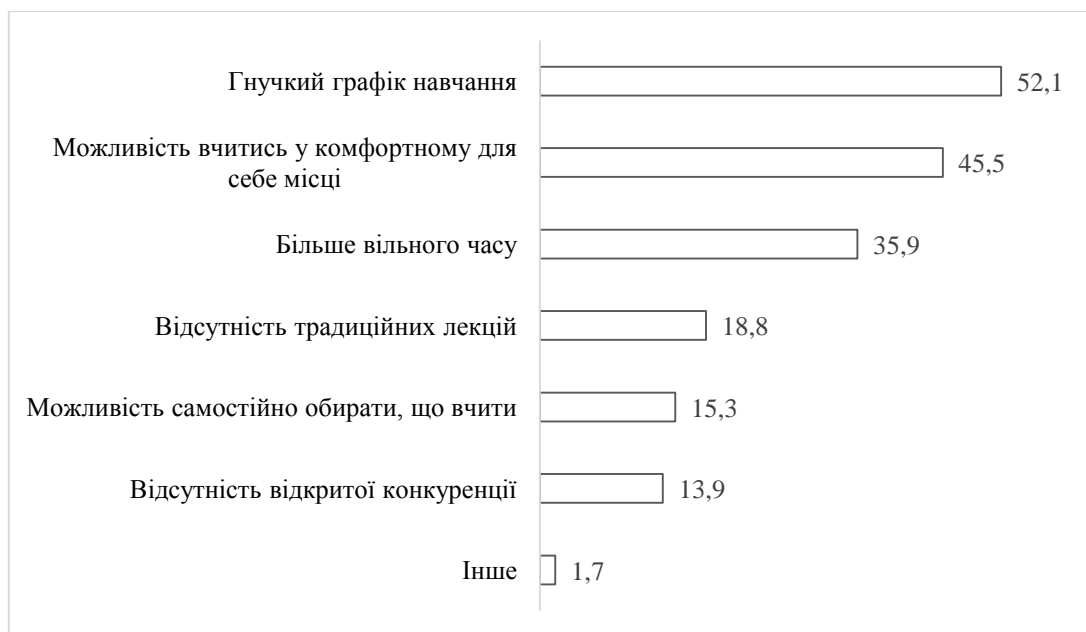 Гнучкий графік навчання 52,1
Можливість вчитись у комфортному для
себе місці 45,5
Більше вільного часу 35,9
Відсутність традиційних лекцій 18,8
Можливість самостійно обирати, що вчити 15,3
Відсутність відкритої конкуренції 13,9
Інше 1,7